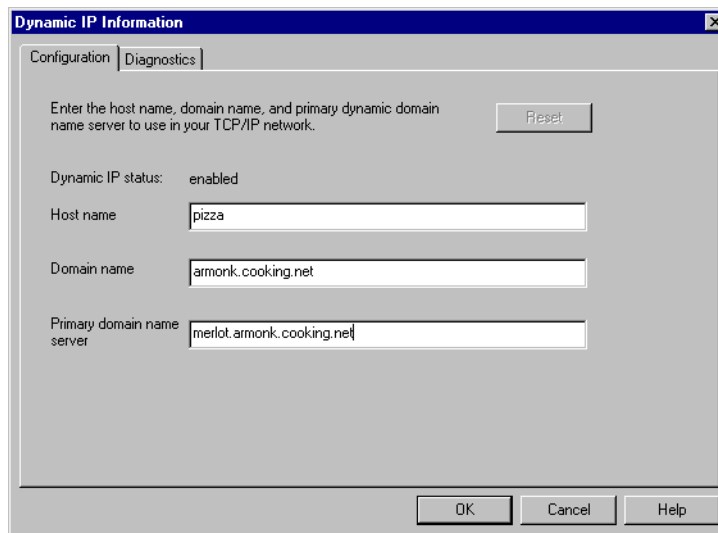 Dynamic IP Information
Configuration
Diagnostics
Enter the host name, domain name, and primary dynamic domain
name server to use in your TCP/IP network.
Reset
Dynamic IP status: enabled
Host name pizza
Domain name armonk.cooking.net
Primary domain name
server
merlot.armonk.cooking.net
OK Cancel Help